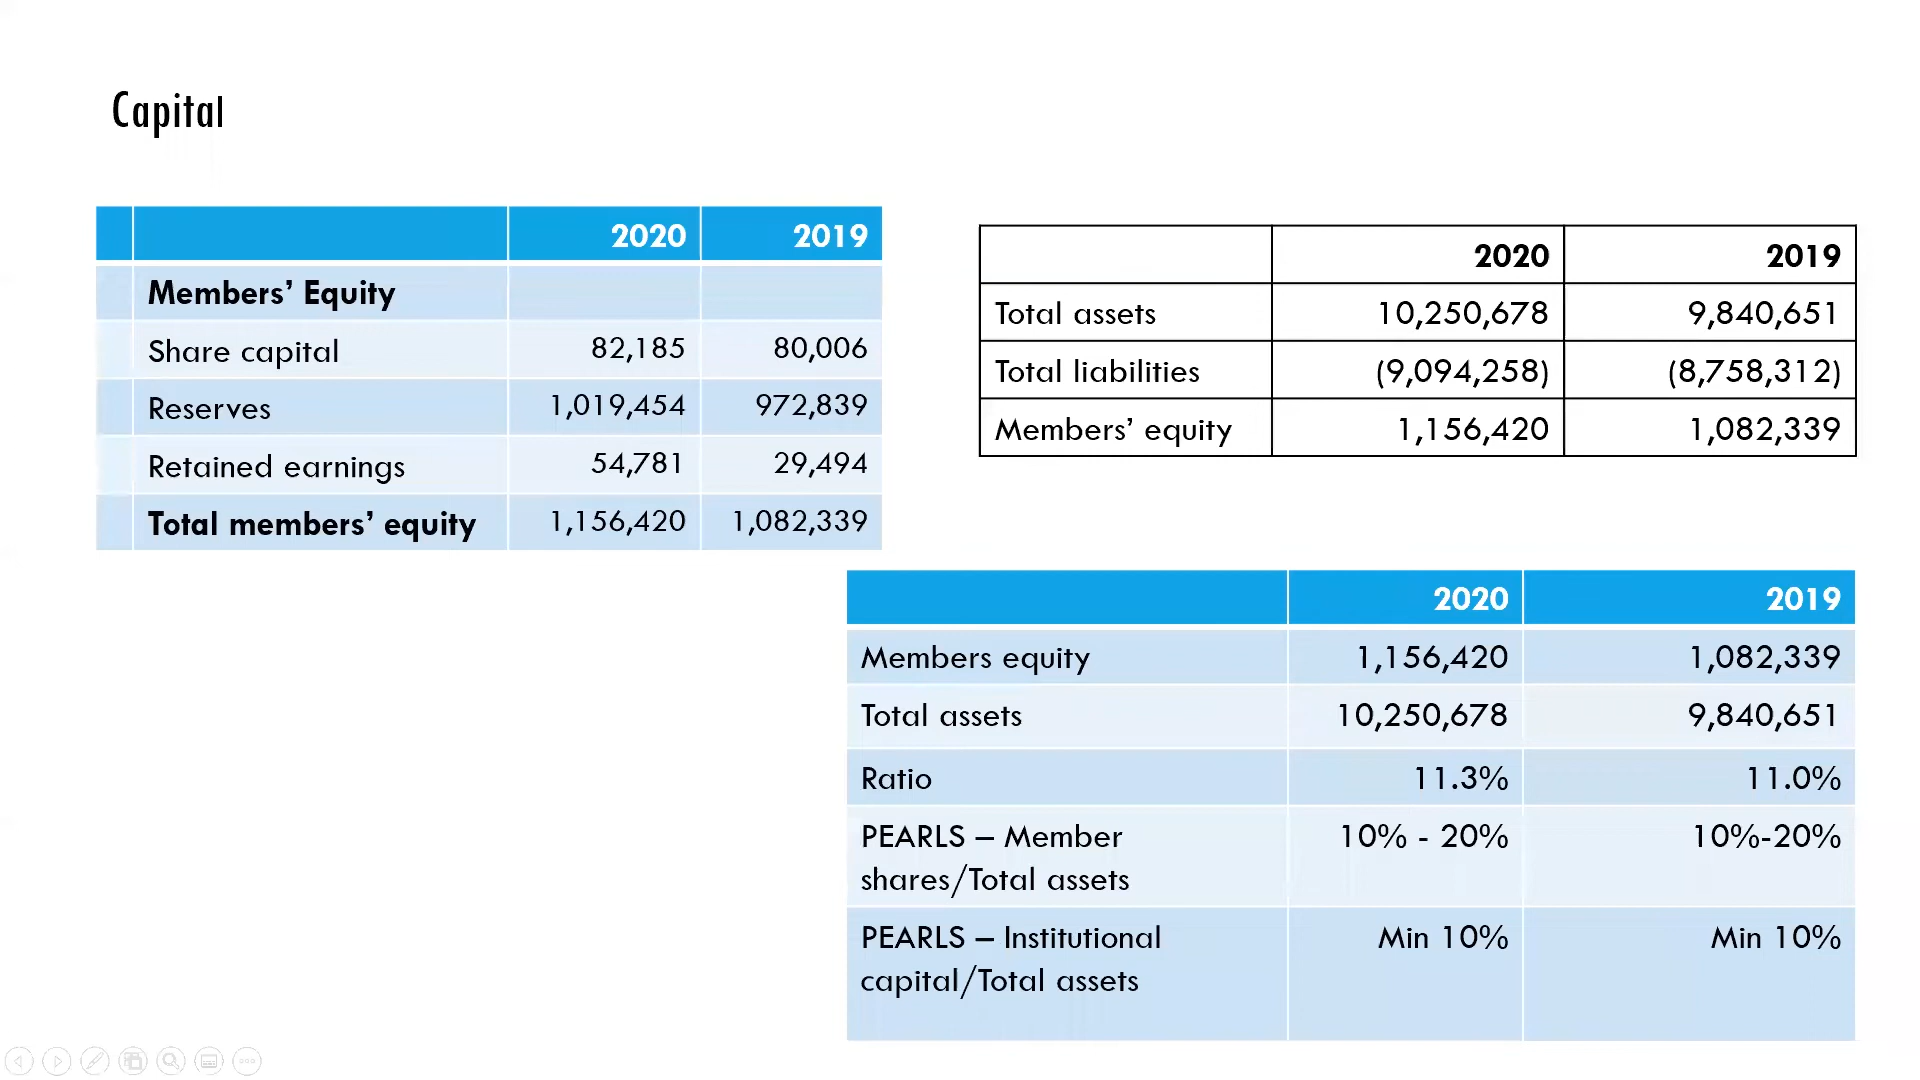 Capital
2020 2019
Members’ Equity
Share capital 82,185 80,006
Reserves 1,019,454 972,839
Retained earnings 54,781 29,494
Total members’ equity 1,156,420 1,082,339
2020 2019
Total assets 10,250,678 9,840,651
Total liabilities (9,094,258) (8,758,312)
Members’ equity 1,156,420 1,082,339
2020 2019
Members equity 1,156,420 1,082,339
Total assets 10,250,678 9,840,651
Ratio 11.3% 11.0%
PEARLS – Member 10% - 20% 10%-20%
shares/Total assets
PEARLS – Institutional Min 10% Min 10%
capital/Total assets